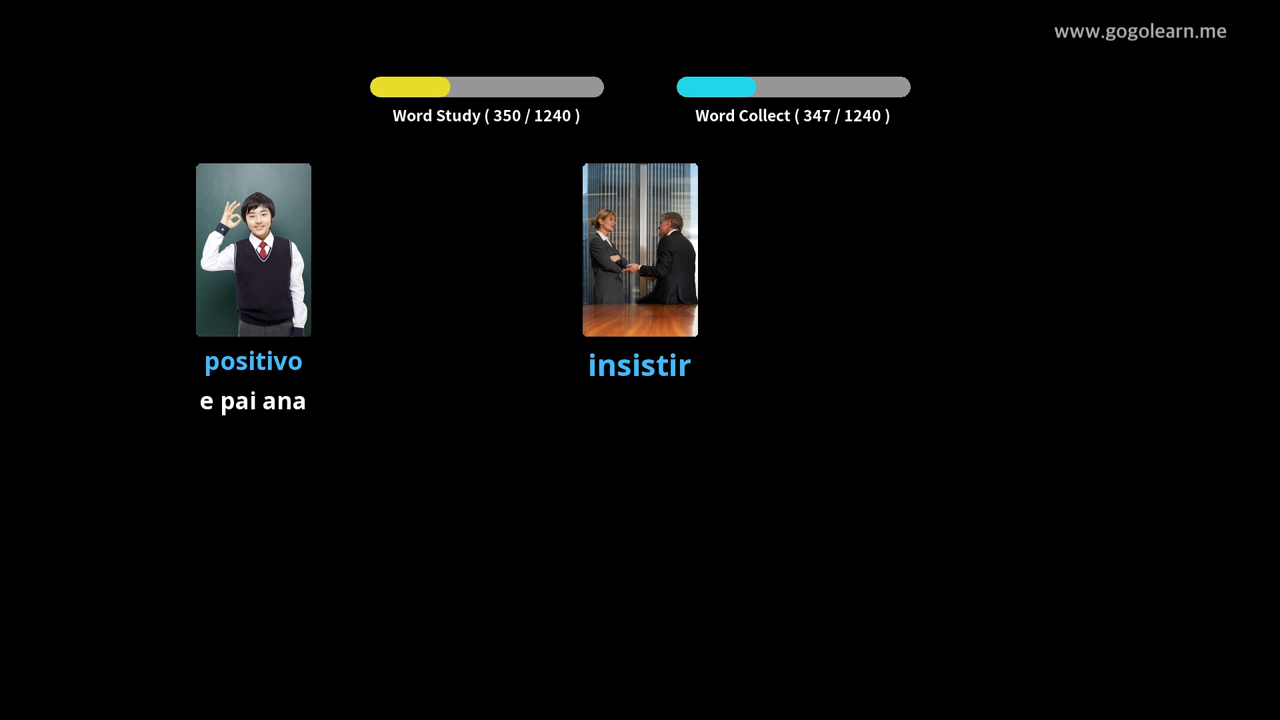 www.gogolearn.me
Word Study ( 350 / 1240 )
Word Collect ( 347 / 1240 )
positivo
e pai ana
insistir